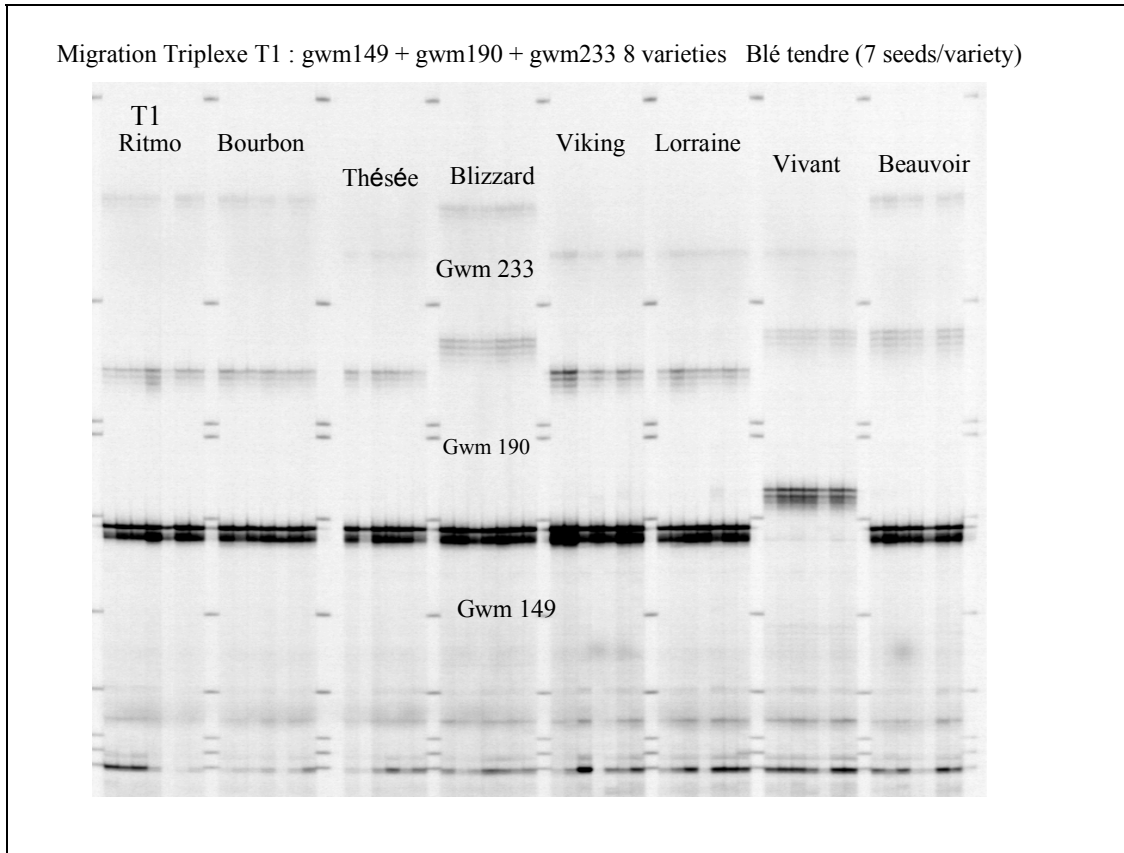 Migration Triplexe T1 : gwm149 + gwm190 + gwm233 8 varieties Blé tendre (7 seeds/variety)
T1
Ritmo Bourbon Viking Lorraine
Thésée Blizzard Vivant Beauvoir
Gwm 233
Gwm 190
Gwm 149